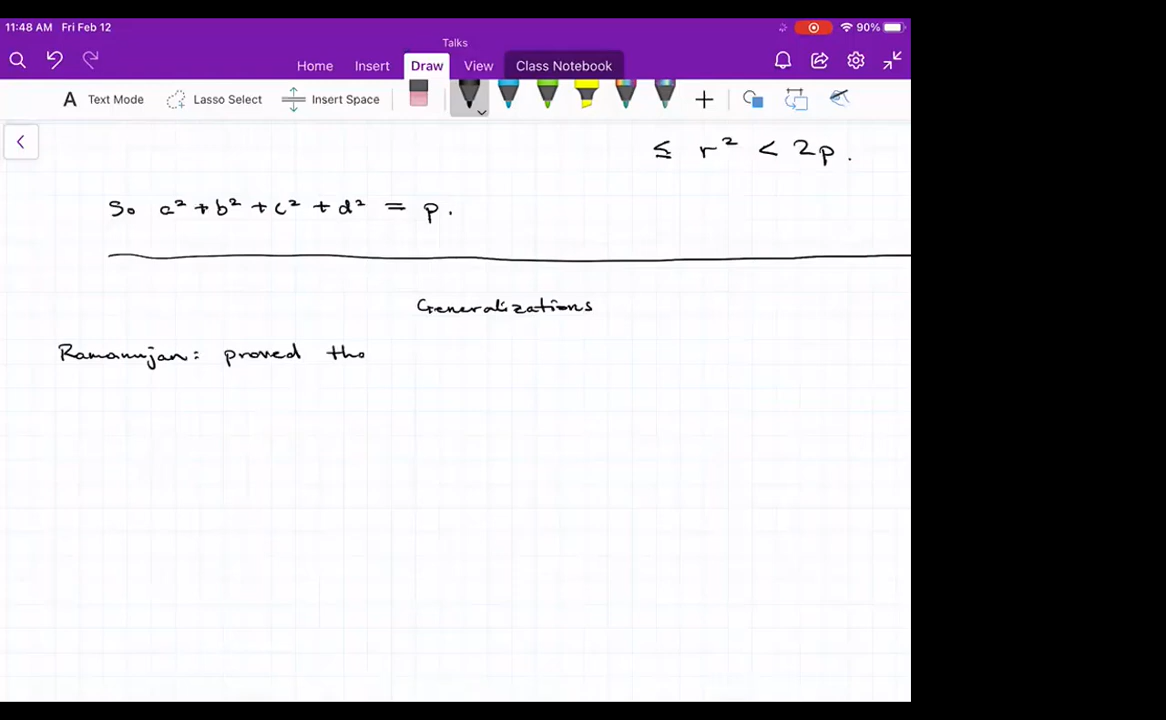 11:48 AM Fri Feb 12
90%
Talks
Home Insert Draw View Class Notebook
Text Mode Lasso Select Insert Space
≤ r² < 2p.
So a² + b² + c² + d² = p.
Generalizations
Ramanujan: proved tho